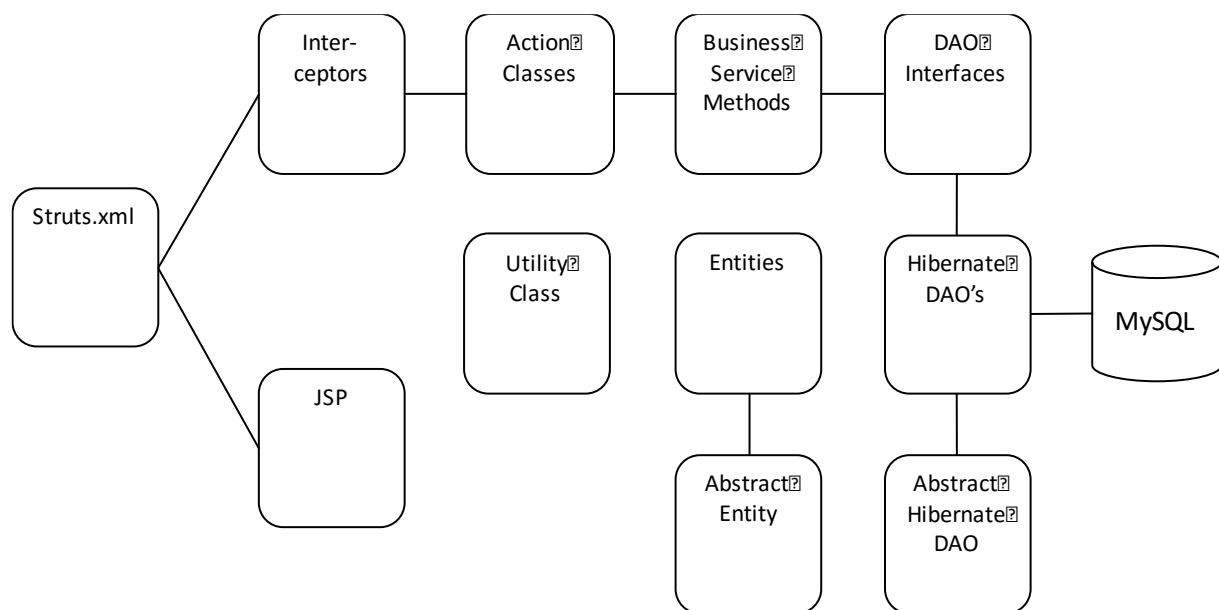 Inter-
ceptors
Action
Classes
Business
Service
Methods
DAO
Interfaces
Struts.xml
Utility
Class
Entities
Hibernate
DAO’s
MySQL
JSP
Abstract
Entity
Abstract
Hibernate
DAO